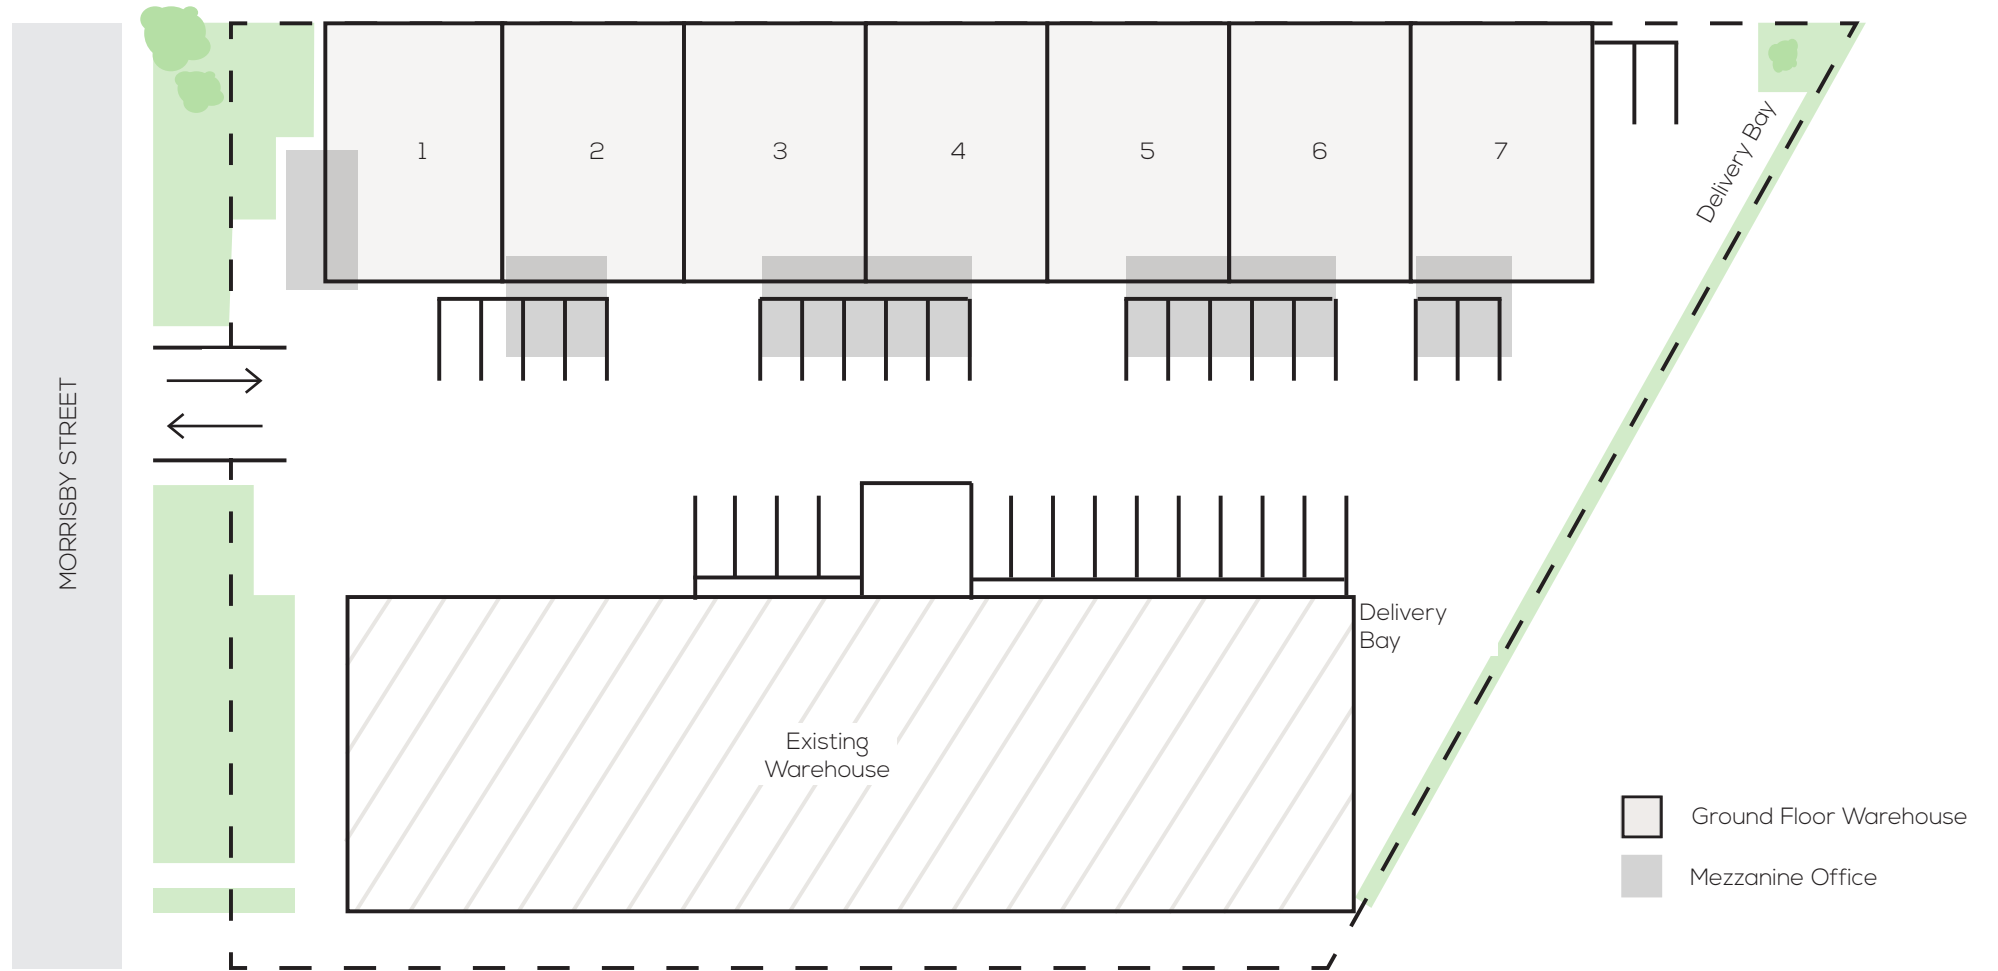 1
2
3
4
5
6
7
Delivery Bay
MORRISBY STREET
Delivery
Bay
Existing
Warehouse
Ground Floor Warehouse
Mezzanine Office